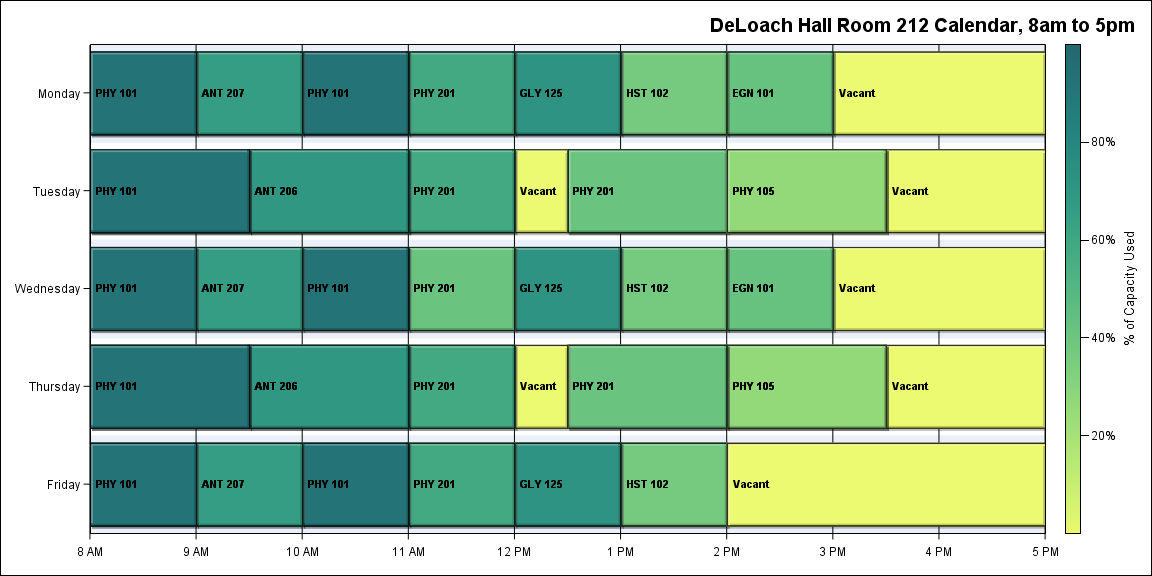 DeLoach Hall Room 212 Calendar, 8am to 5pm
Monday
PHY 101
ANT 207
PHY 101
PHY 201
GLY 125
HST 102
EGN 101
Vacant
Tuesday
PHY 101
ANT 206
PHY 201
Vacant
PHY 201
PHY 105
Vacant
Wednesday
PHY 101
ANT 207
PHY 101
PHY 201
GLY 125
HST 102
EGN 101
Vacant
Thursday
PHY 101
ANT 206
PHY 201
Vacant
PHY 201
PHY 105
Vacant
Friday
PHY 101
ANT 207
PHY 101
PHY 201
GLY 125
HST 102
Vacant
8 AM
9 AM
10 AM
11 AM
12 PM
1 PM
2 PM
3 PM
4 PM
5 PM
80%
60%
40%
20%
% of Capacity Used